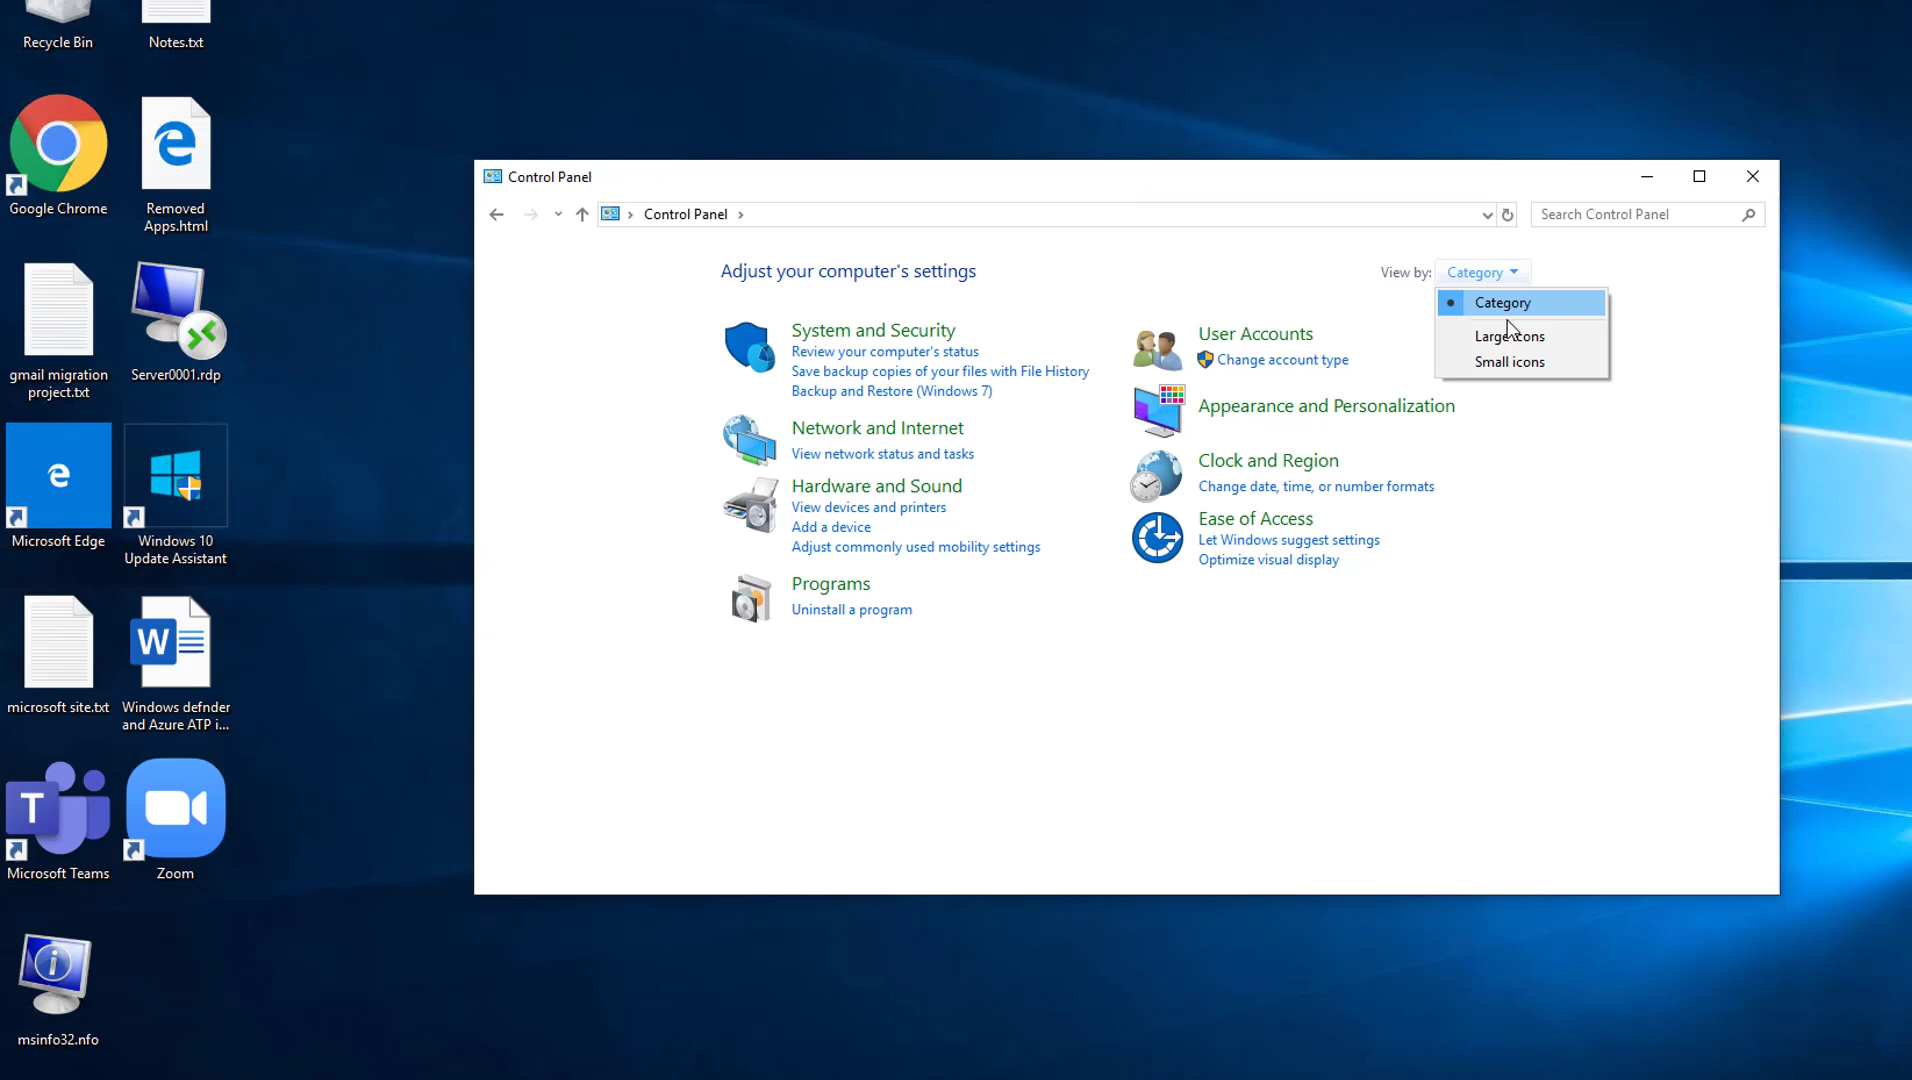 Recycle Bin
Notes.txt
Google Chrome
Removed
Apps.html
gmail migration
project.txt
Server0001.rdp
Microsoft Edge
Windows 10
Update Assistant
microsoft site.txt
W
Windows defnder
and Azure ATP i...
T
Microsoft Teams
Zoom
msinfo32.nfo
Control Panel
Control Panel
Search Control Panel
Adjust your computer's settings
View by: Category
Category
Large icons
Small icons
System and Security
Review your computer's status
Save backup copies of your files with File History
Backup and Restore (Windows 7)
Network and Internet
View network status and tasks
Hardware and Sound
View devices and printers
Add a device
Adjust commonly used mobility settings
Programs
Uninstall a program
User Accounts
Change account type
Appearance and Personalization
Clock and Region
Change date, time, or number formats
Ease of Access
Let Windows suggest settings
Optimize visual display